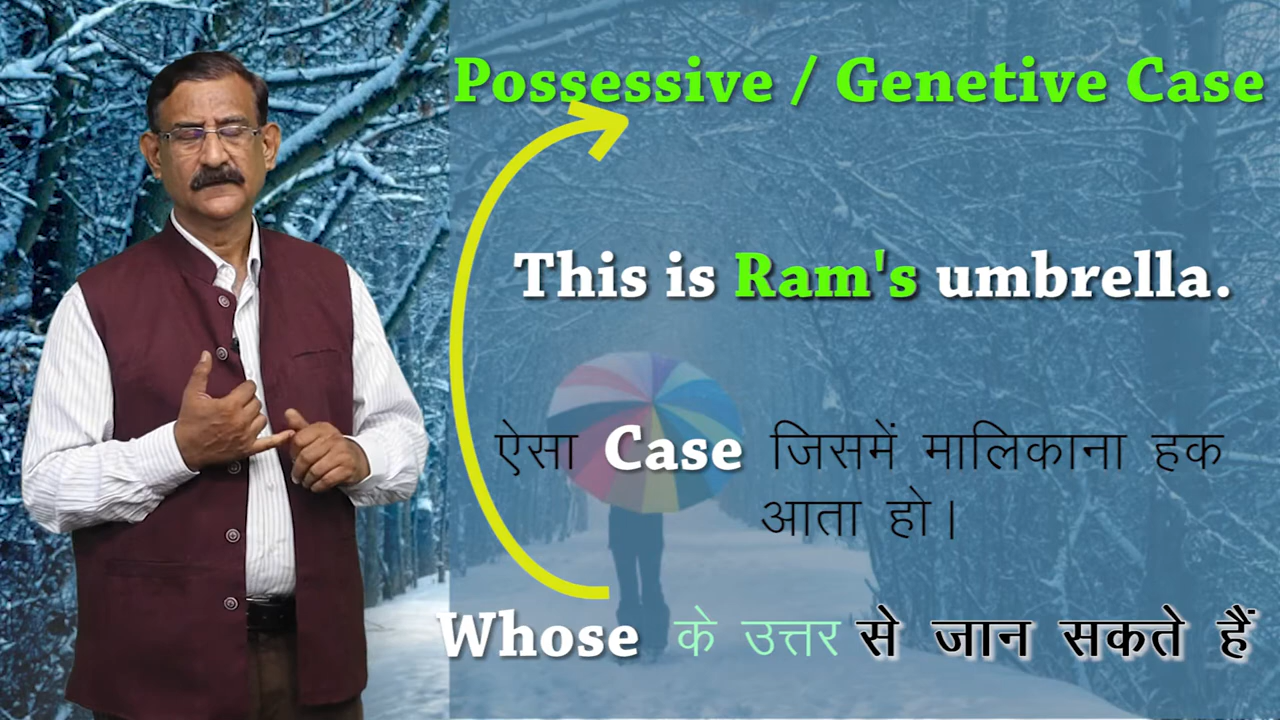 Possessive / Genetive Case
This is Ram's umbrella.
ऐसा Case जिसमें मालिकाना हक
आता हो।
Whose के उत्तर से जान सकते हैं